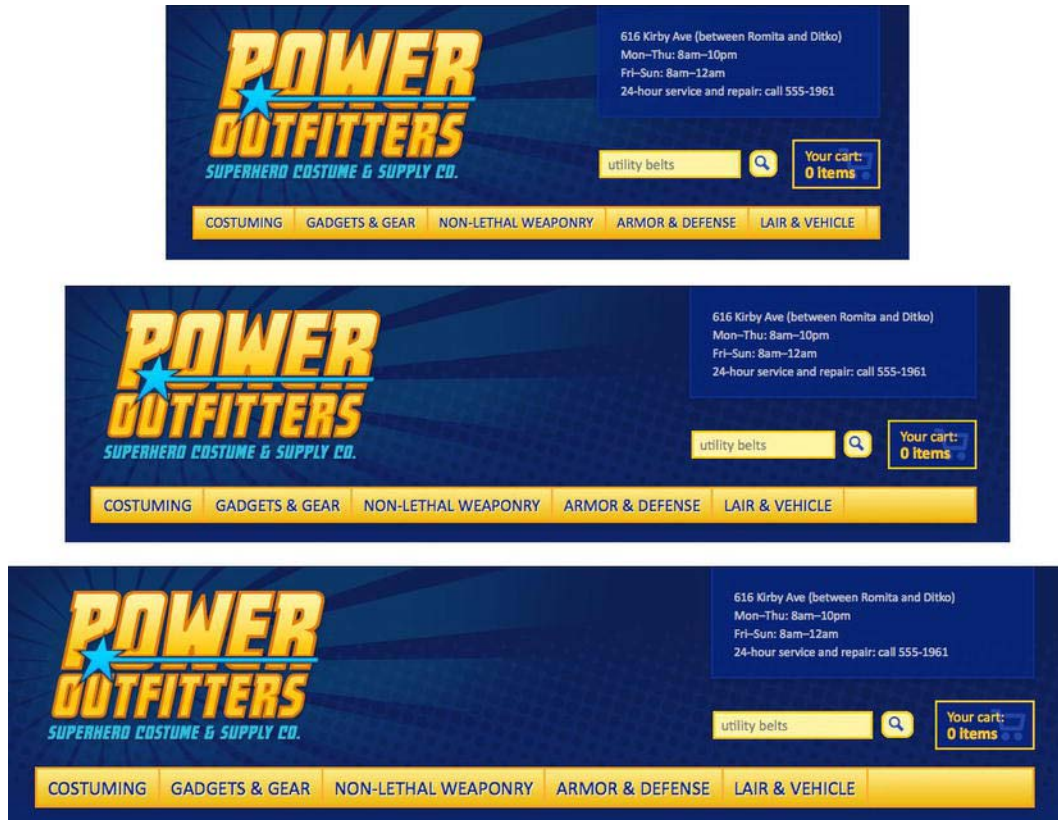 POWER
OUTFITTERS
SUPERHERO COSTUME & SUPPLY CO.
616 Kirby Ave (between Romita and Ditko)
Mon–Thu: 8am–10pm
Fri–Sun: 8am–12am
24-hour service and repair: call 555-1961
utility belts
Your cart:
0 items
COSTUMING GADGETS & GEAR NON-LETHAL WEAPONRY ARMOR & DEFENSE LAIR & VEHICLE
POWER
OUTFITTERS
SUPERHERO COSTUME & SUPPLY CO.
616 Kirby Ave (between Romita and Ditko)
Mon–Thu: 8am–10pm
Fri–Sun: 8am–12am
24-hour service and repair: call 555-1961
utility belts
Your cart:
0 items
COSTUMING GADGETS & GEAR NON-LETHAL WEAPONRY ARMOR & DEFENSE LAIR & VEHICLE
POWER
OUTFITTERS
SUPERHERO COSTUME & SUPPLY CO.
616 Kirby Ave (between Romita and Ditko)
Mon–Thu: 8am–10pm
Fri–Sun: 8am–12am
24-hour service and repair: call 555-1961
utility belts
Your cart:
0 items
COSTUMING GADGETS & GEAR NON-LETHAL WEAPONRY ARMOR & DEFENSE LAIR & VEHICLE